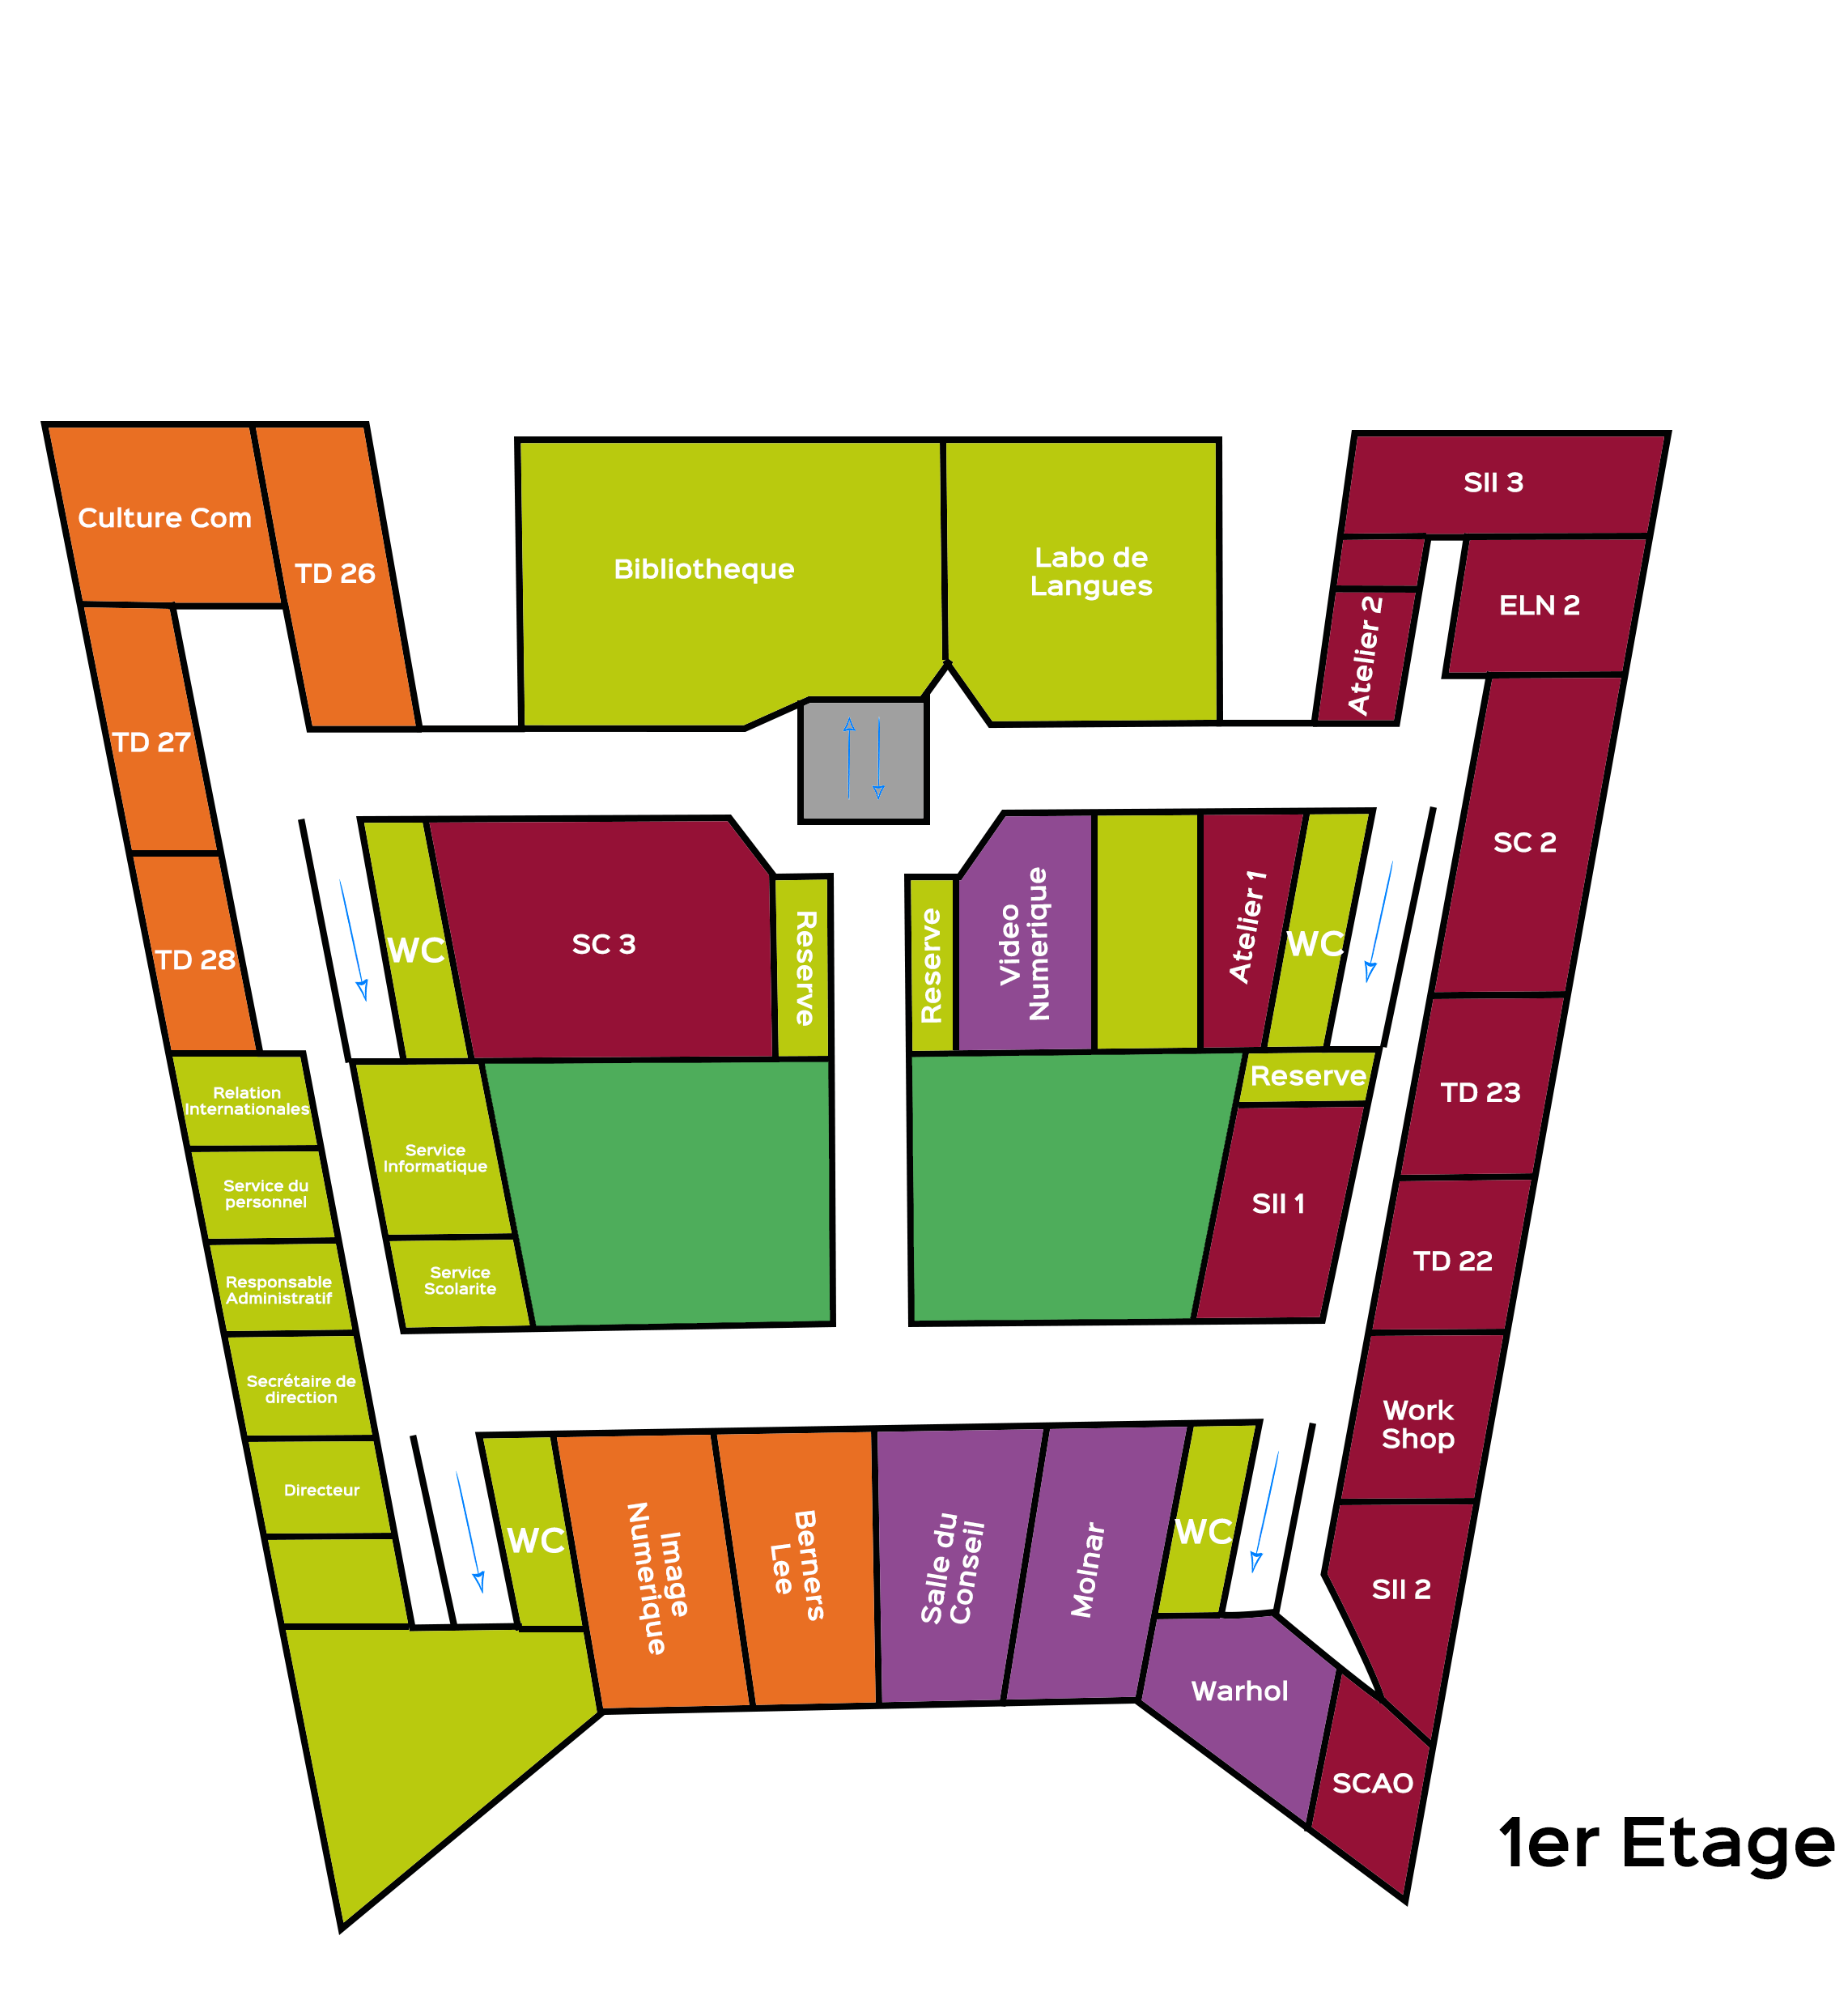 SII 3
Culture Com
TD 26
Bibliotheque
Labo de
Langues
ELN 2
Atelier 2
TD 27
SC 2
TD 28
WC
SC 3
Reserve
Reserve
Video
Numerique
Atelier 1
WC
Relation
Internationales
Reserve
TD 23
Service
Informatique
Service du
personnel
SII 1
TD 22
Responsable
Administratif
Service
Scolarite
Secrétaire de
direction
Work
Shop
Directeur
WC
Image
Numerique
Berners
Lee
Salle du
Conseil
Molnar
WC
SII 2
Warhol
SCAO
1er Etage